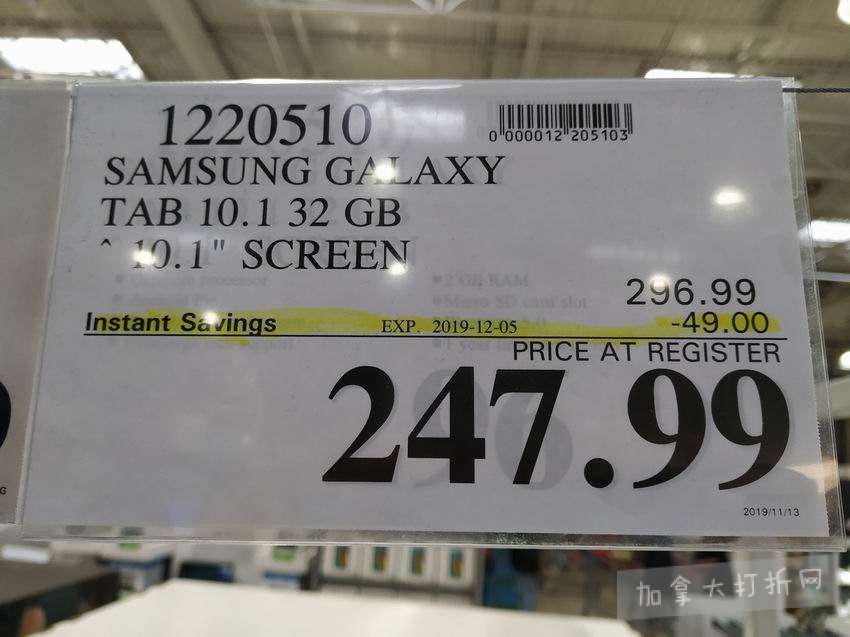 1220510
0 000012 205103
SAMSUNG GALAXY
TAB 10.1 32 GB
^ 10.1" SCREEN
296.99
Instant Savings EXP. 2019-12-05 -49.00
PRICE AT REGISTER
247.99
2019/11/13
加拿大打折网